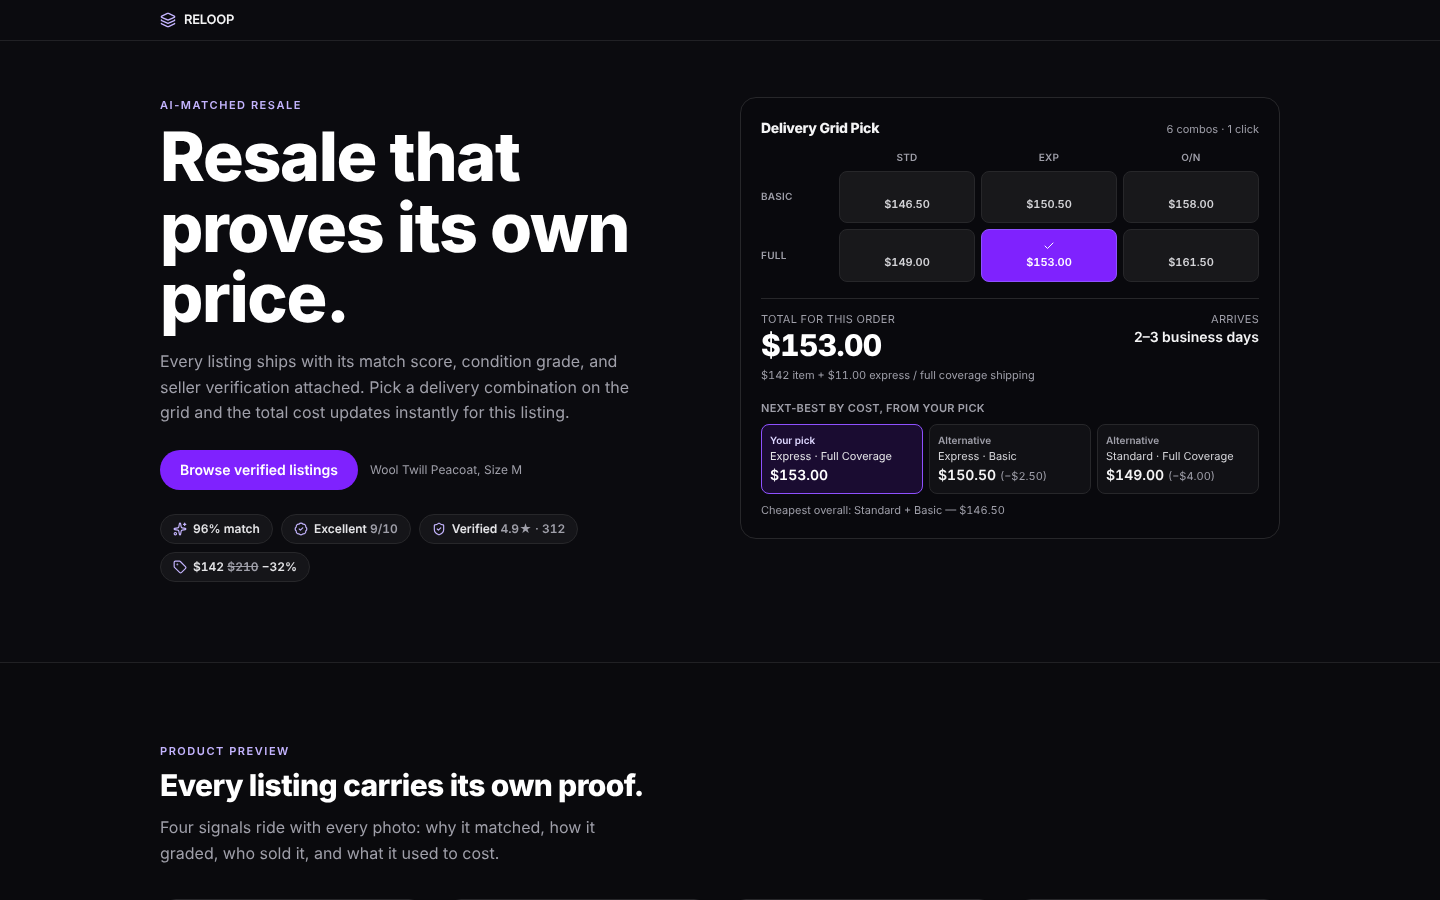 RELOOP
AI-MATCHED RESALE
Resale that
proves its own
price.
Every listing ships with its match score, condition grade, and
seller verification attached. Pick a delivery combination on the
grid and the total cost updates instantly for this listing.
Browse verified listings
Wool Twill Peacoat, Size M
96% match
Excellent 9/10
Verified 4.9★ · 312
$142 $210 −32%
Delivery Grid Pick
6 combos · 1 click
STD EXP O/N
BASIC $146.50 $150.50 $158.00
FULL $149.00 $153.00 $161.50
TOTAL FOR THIS ORDER
$153.00
$142 item + $11.00 express / full coverage shipping
ARRIVES
2–3 business days
NEXT-BEST BY COST, FROM YOUR PICK
Your pick
Express · Full Coverage
$153.00
Alternative
Express · Basic
$150.50 (−$2.50)
Alternative
Standard · Full Coverage
$149.00 (−$4.00)
Cheapest overall: Standard + Basic — $146.50
PRODUCT PREVIEW
Every listing carries its own proof.
Four signals ride with every photo: why it matched, how it
graded, who sold it, and what it used to cost.